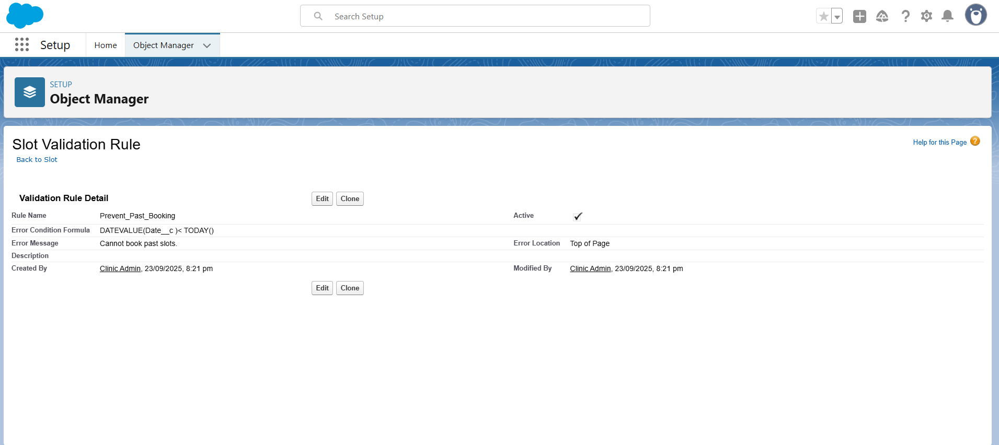 Search Setup
Setup
Home
Object Manager
SETUP
Object Manager
Slot Validation Rule
Help for this Page
Back to Slot
Validation Rule Detail
Edit Clone
Rule Name Prevent_Past_Booking Active
Error Condition Formula DATEVALUE(Date__c )< TODAY()
Error Message Cannot book past slots. Error Location Top of Page
Description
Created By Clinic Admin, 23/09/2025, 8:21 pm Modified By Clinic Admin, 23/09/2025, 8:21 pm
Edit Clone